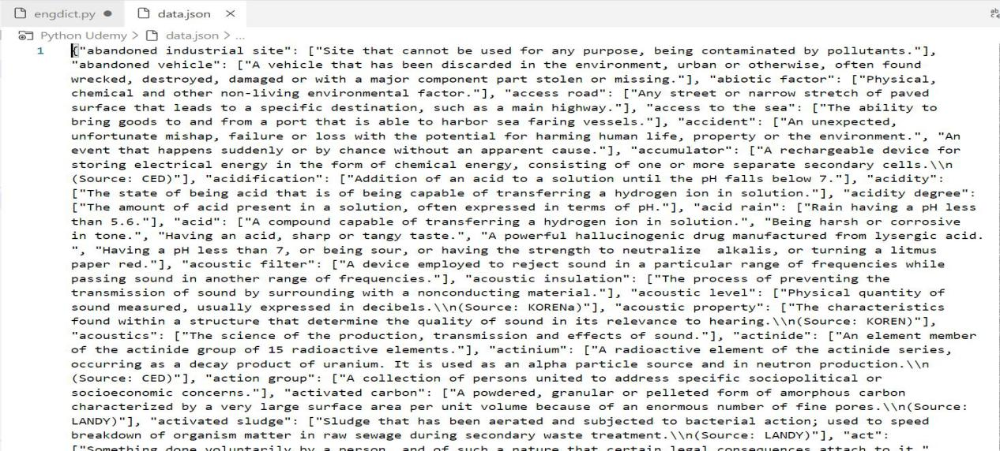 engdict.py ● data.json ×
Python Udemy > data.json > ...
1 {"abandoned industrial site": ["Site that cannot be used for any purpose, being contaminated by pollutants."],
"abandoned vehicle": ["A vehicle that has been discarded in the environment, urban or otherwise, often found
wrecked, destroyed, damaged or with a major component part stolen or missing."], "abiotic factor": ["Physical,
chemical and other non-living environmental factor."], "access road": ["Any street or narrow stretch of paved
surface that leads to a specific destination, such as a main highway."], "access to the sea": ["The ability to
bring goods to and from a port that is able to harbor sea faring vessels."], "accident": ["An unexpected,
unfortunate mishap, failure or loss with the potential for harming human life, property or the environment.", "An
event that happens suddenly or by chance without an apparent cause."], "accumulator": ["A rechargeable device for
storing electrical energy in the form of chemical energy, consisting of one or more separate secondary cells.\\n
(Source: CED)"], "acidification": ["Addition of an acid to a solution until the pH falls below 7."], "acidity":
["The state of being acid that is of being capable of transferring a hydrogen ion in solution."], "acidity degree":
["The amount of acid present in a solution, often expressed in terms of pH."], "acid rain": ["Rain having a pH less
than 5.6."], "acid": ["A compound capable of transferring a hydrogen ion in solution.", "Being harsh or corrosive
in tone.", "Having an acid, sharp or tangy taste.", "A powerful hallucinogenic drug manufactured from lysergic acid.
", "Having a pH less than 7, or being sour, or having the strength to neutralize  alkalis, or turning a litmus
paper red."], "acoustic filter": ["A device employed to reject sound in a particular range of frequencies while
passing sound in another range of frequencies."], "acoustic insulation": ["The process of preventing the
transmission of sound by surrounding with a nonconducting material."], "acoustic level": ["Physical quantity of
sound measured, usually expressed in decibels.\\n(Source: KORENa)"], "acoustic property": ["The characteristics
found within a structure that determine the quality of sound in its relevance to hearing.\\n(Source: KOREN)"],
"acoustics": ["The science of the production, transmission and effects of sound."], "actinide": ["An element member
of the actinide group of 15 radioactive elements."], "actinium": ["A radioactive element of the actinide series,
occurring as a decay product of uranium. It is used as an alpha particle source and in neutron production.\\n
(Source: CED)"], "action group": ["A collection of persons united to address specific sociopolitical or
socioeconomic concerns."], "activated carbon": ["A powdered, granular or pelleted form of amorphous carbon
characterized by a very large surface area per unit volume because of an enormous number of fine pores.\\n(Source:
LANDY)"], "activated sludge": ["Sludge that has been aerated and subjected to bacterial action; used to speed
breakdown of organism matter in raw sewage during secondary waste treatment.\\n(Source: LANDY)"], "act":
["Something done voluntarily by a person, and of such a nature that certain legal consequences attach to it."